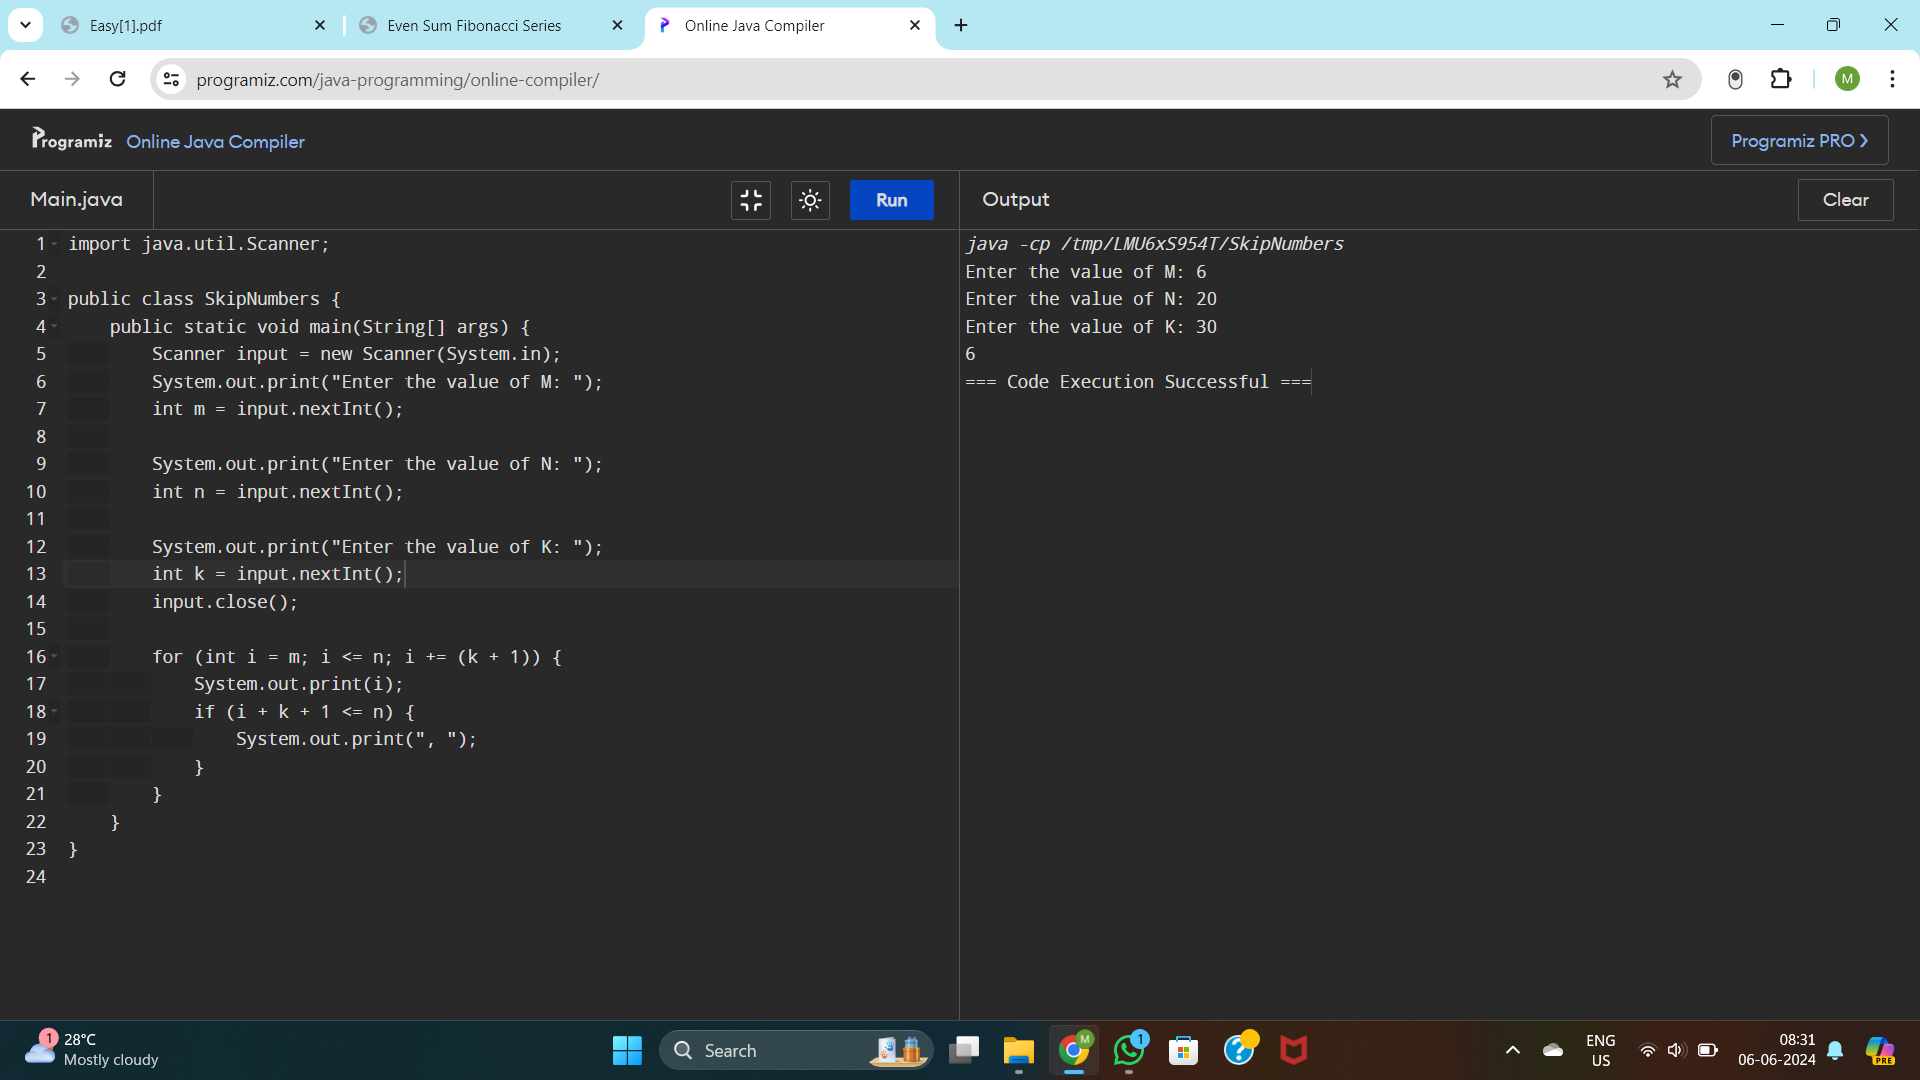 Easy[1].pdf
Even Sum Fibonacci Series
Online Java Compiler
programiz.com/java-programming/online-compiler/
M
Programiz Online Java Compiler
Programiz PRO
Main.java
Run
Output
Clear
1 import java.util.Scanner;
2
3 public class SkipNumbers {
4     public static void main(String[] args) {
5         Scanner input = new Scanner(System.in);
6         System.out.print("Enter the value of M: ");
7         int m = input.nextInt();
8
9         System.out.print("Enter the value of N: ");
10         int n = input.nextInt();
11
12         System.out.print("Enter the value of K: ");
13         int k = input.nextInt();
14         input.close();
15
16         for (int i = m; i <= n; i += (k + 1)) {
17             System.out.print(i);
18             if (i + k + 1 <= n) {
19                 System.out.print(", ");
20             }
21         }
22     }
23 }
24
java -cp /tmp/LMU6xS954T/SkipNumbers
Enter the value of M: 6
Enter the value of N: 20
Enter the value of K: 30
6
=== Code Execution Successful ===
1
28°C
Mostly cloudy
Search
M
1
ENG
US
08:31
06-06-2024
PRE